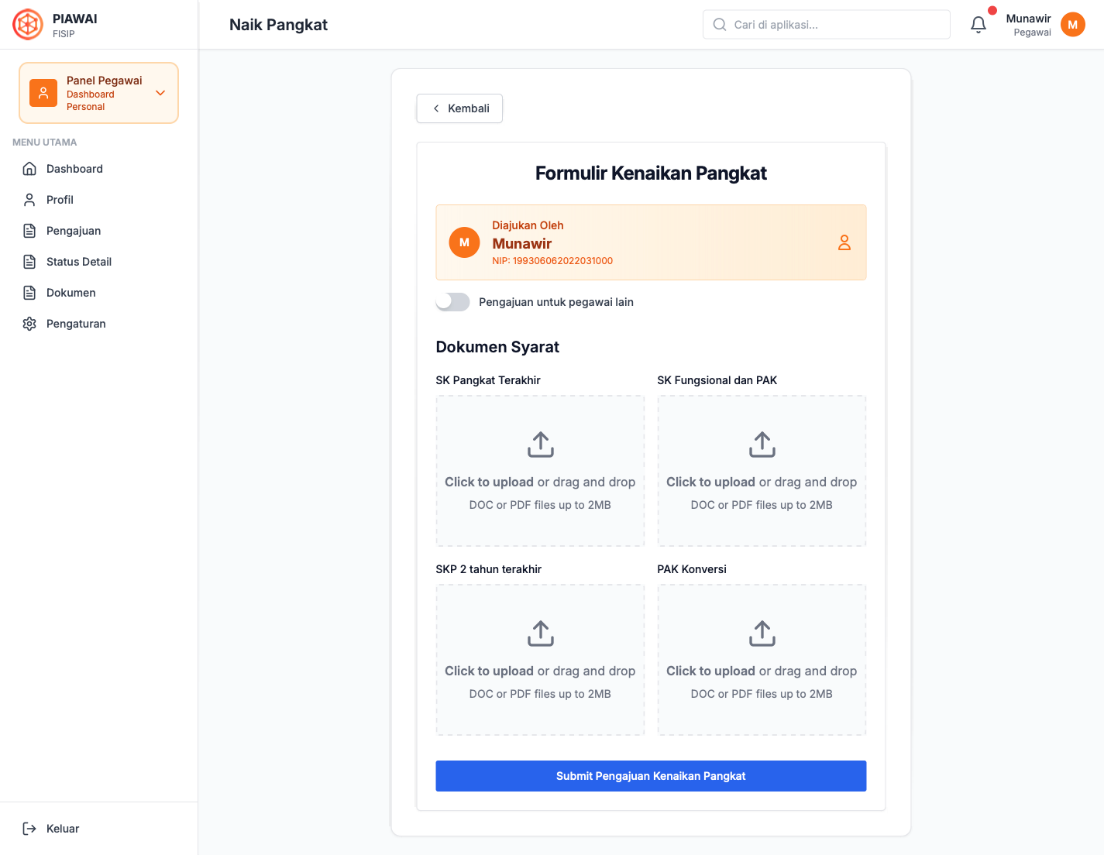 PIAWAI
FISIP
Naik Pangkat
Cari di aplikasi...
Munawir
Pegawai
M
Panel Pegawai
Dashboard
Personal
MENU UTAMA
Dashboard
Profil
Pengajuan
Status Detail
Dokumen
Pengaturan
Keluar
Kembali
Formulir Kenaikan Pangkat
M
Diajukan Oleh
Munawir
NIP: 199306062022031000
Pengajuan untuk pegawai lain
Dokumen Syarat
SK Pangkat Terakhir
Click to upload or drag and drop
DOC or PDF files up to 2MB
SK Fungsional dan PAK
Click to upload or drag and drop
DOC or PDF files up to 2MB
SKP 2 tahun terakhir
Click to upload or drag and drop
DOC or PDF files up to 2MB
PAK Konversi
Click to upload or drag and drop
DOC or PDF files up to 2MB
Submit Pengajuan Kenaikan Pangkat